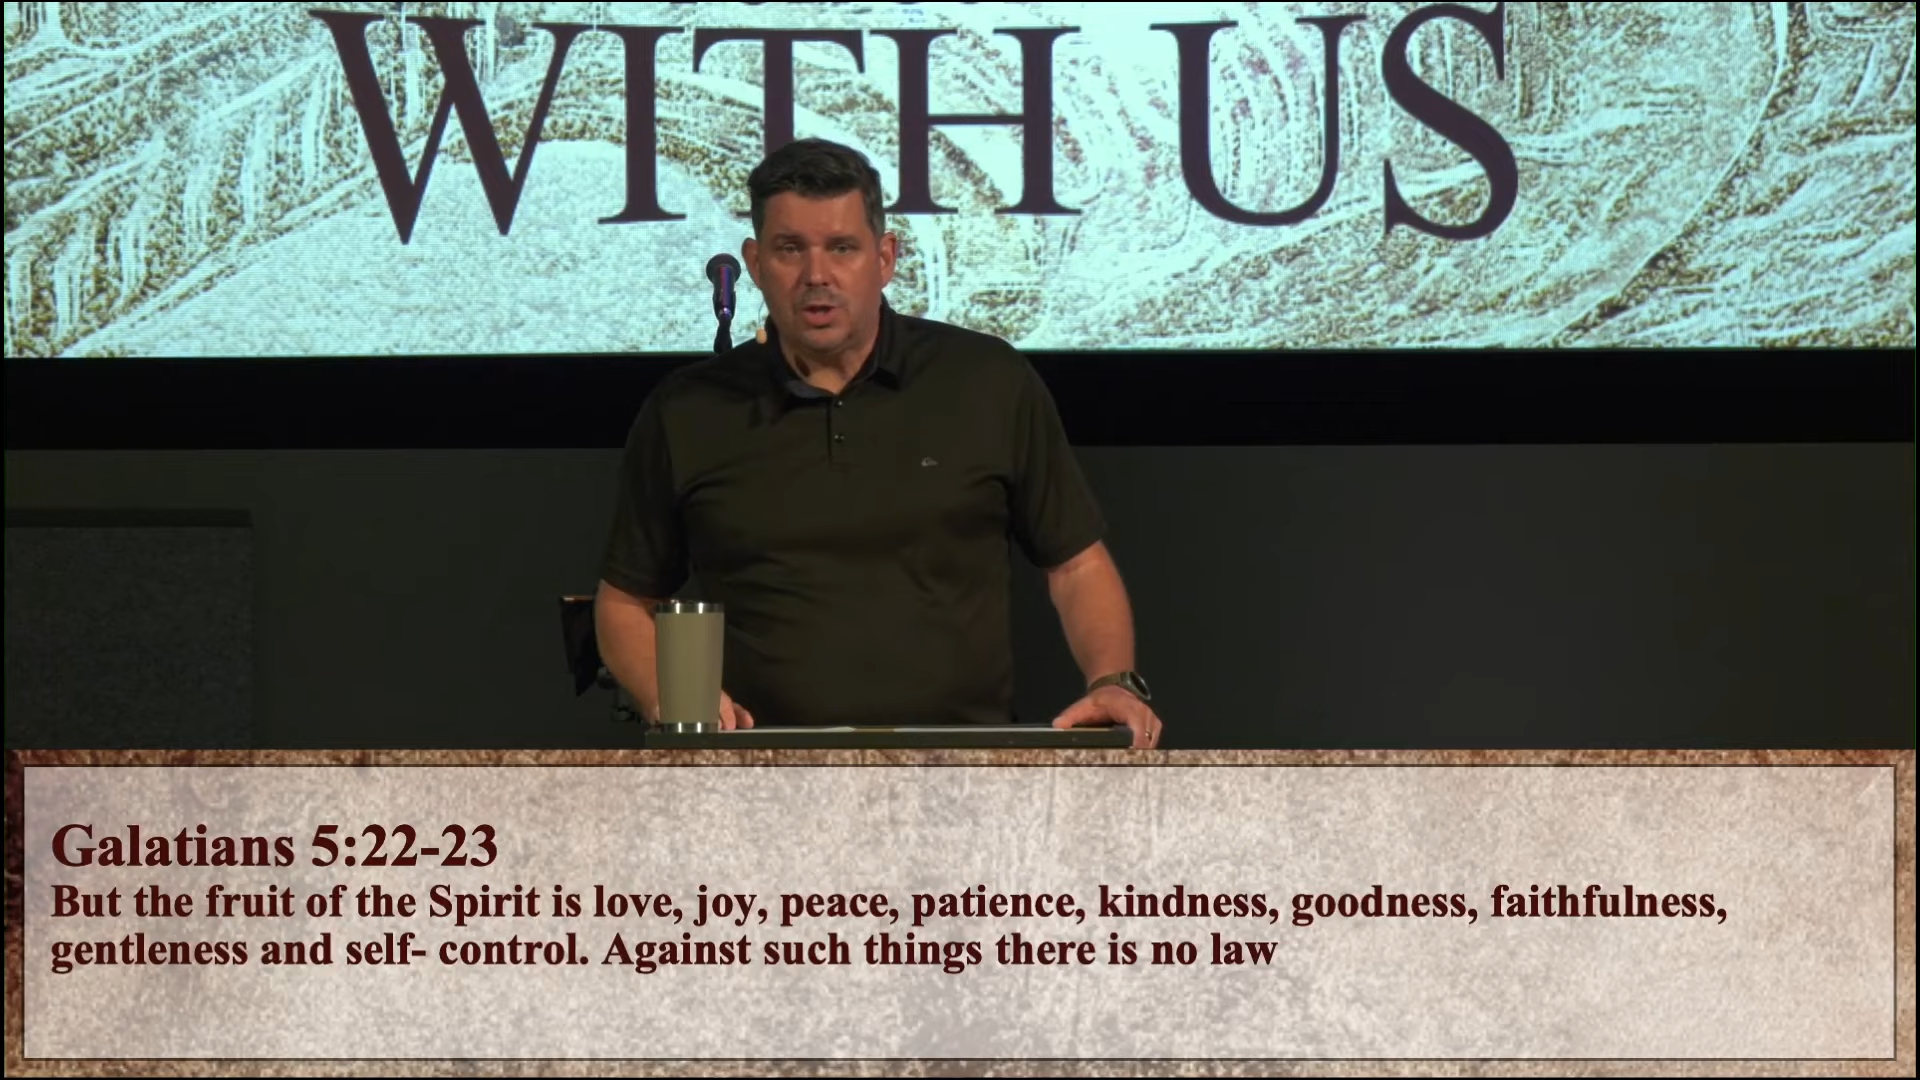 WITH US
Galatians 5:22-23
But the fruit of the Spirit is love, joy, peace, patience, kindness, goodness, faithfulness,
gentleness and self- control. Against such things there is no law